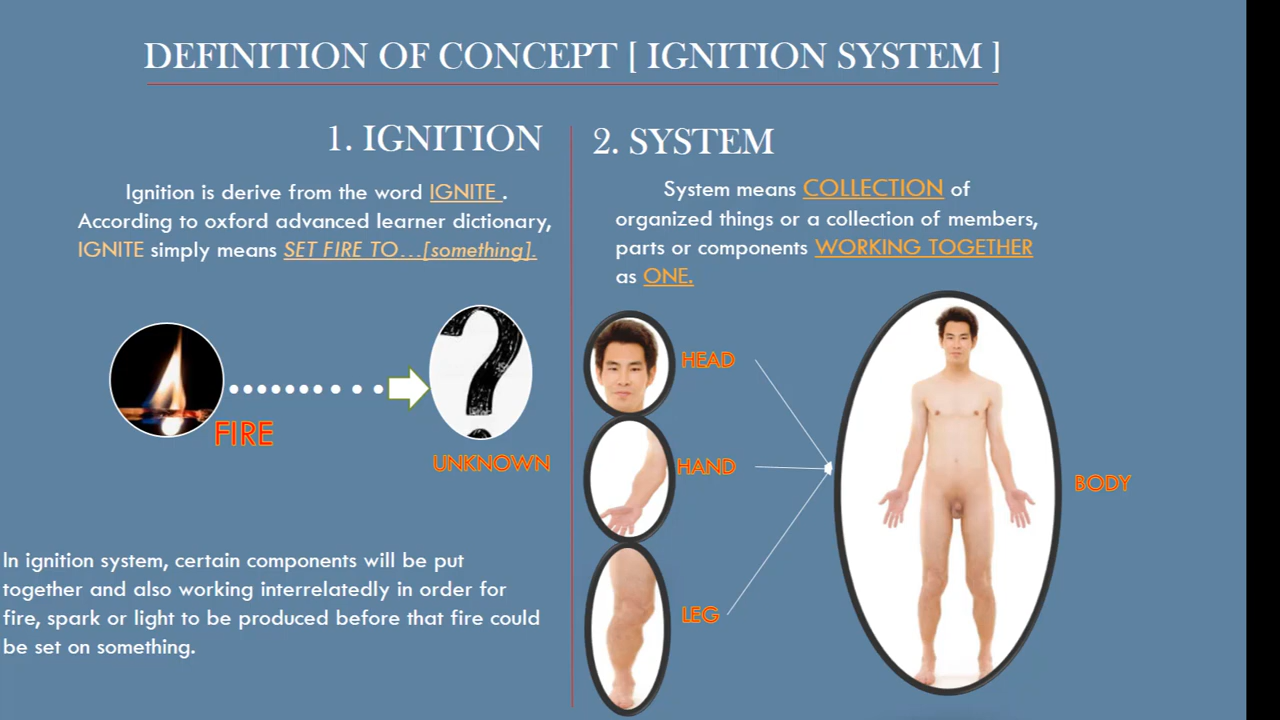 DEFINITION OF CONCEPT [ IGNITION SYSTEM ]
1. IGNITION
Ignition is derive from the word IGNITE .
According to oxford advanced learner dictionary,
IGNITE simply means SET FIRE TO...[something].
FIRE
UNKNOWN
In ignition system, certain components will be put
together and also working interrelatedly in order for
fire, spark or light to be produced before that fire could
be set on something.
2. SYSTEM
System means COLLECTION of
organized things or a collection of members,
parts or components WORKING TOGETHER
as ONE.
HEAD
HAND
LEG
BODY